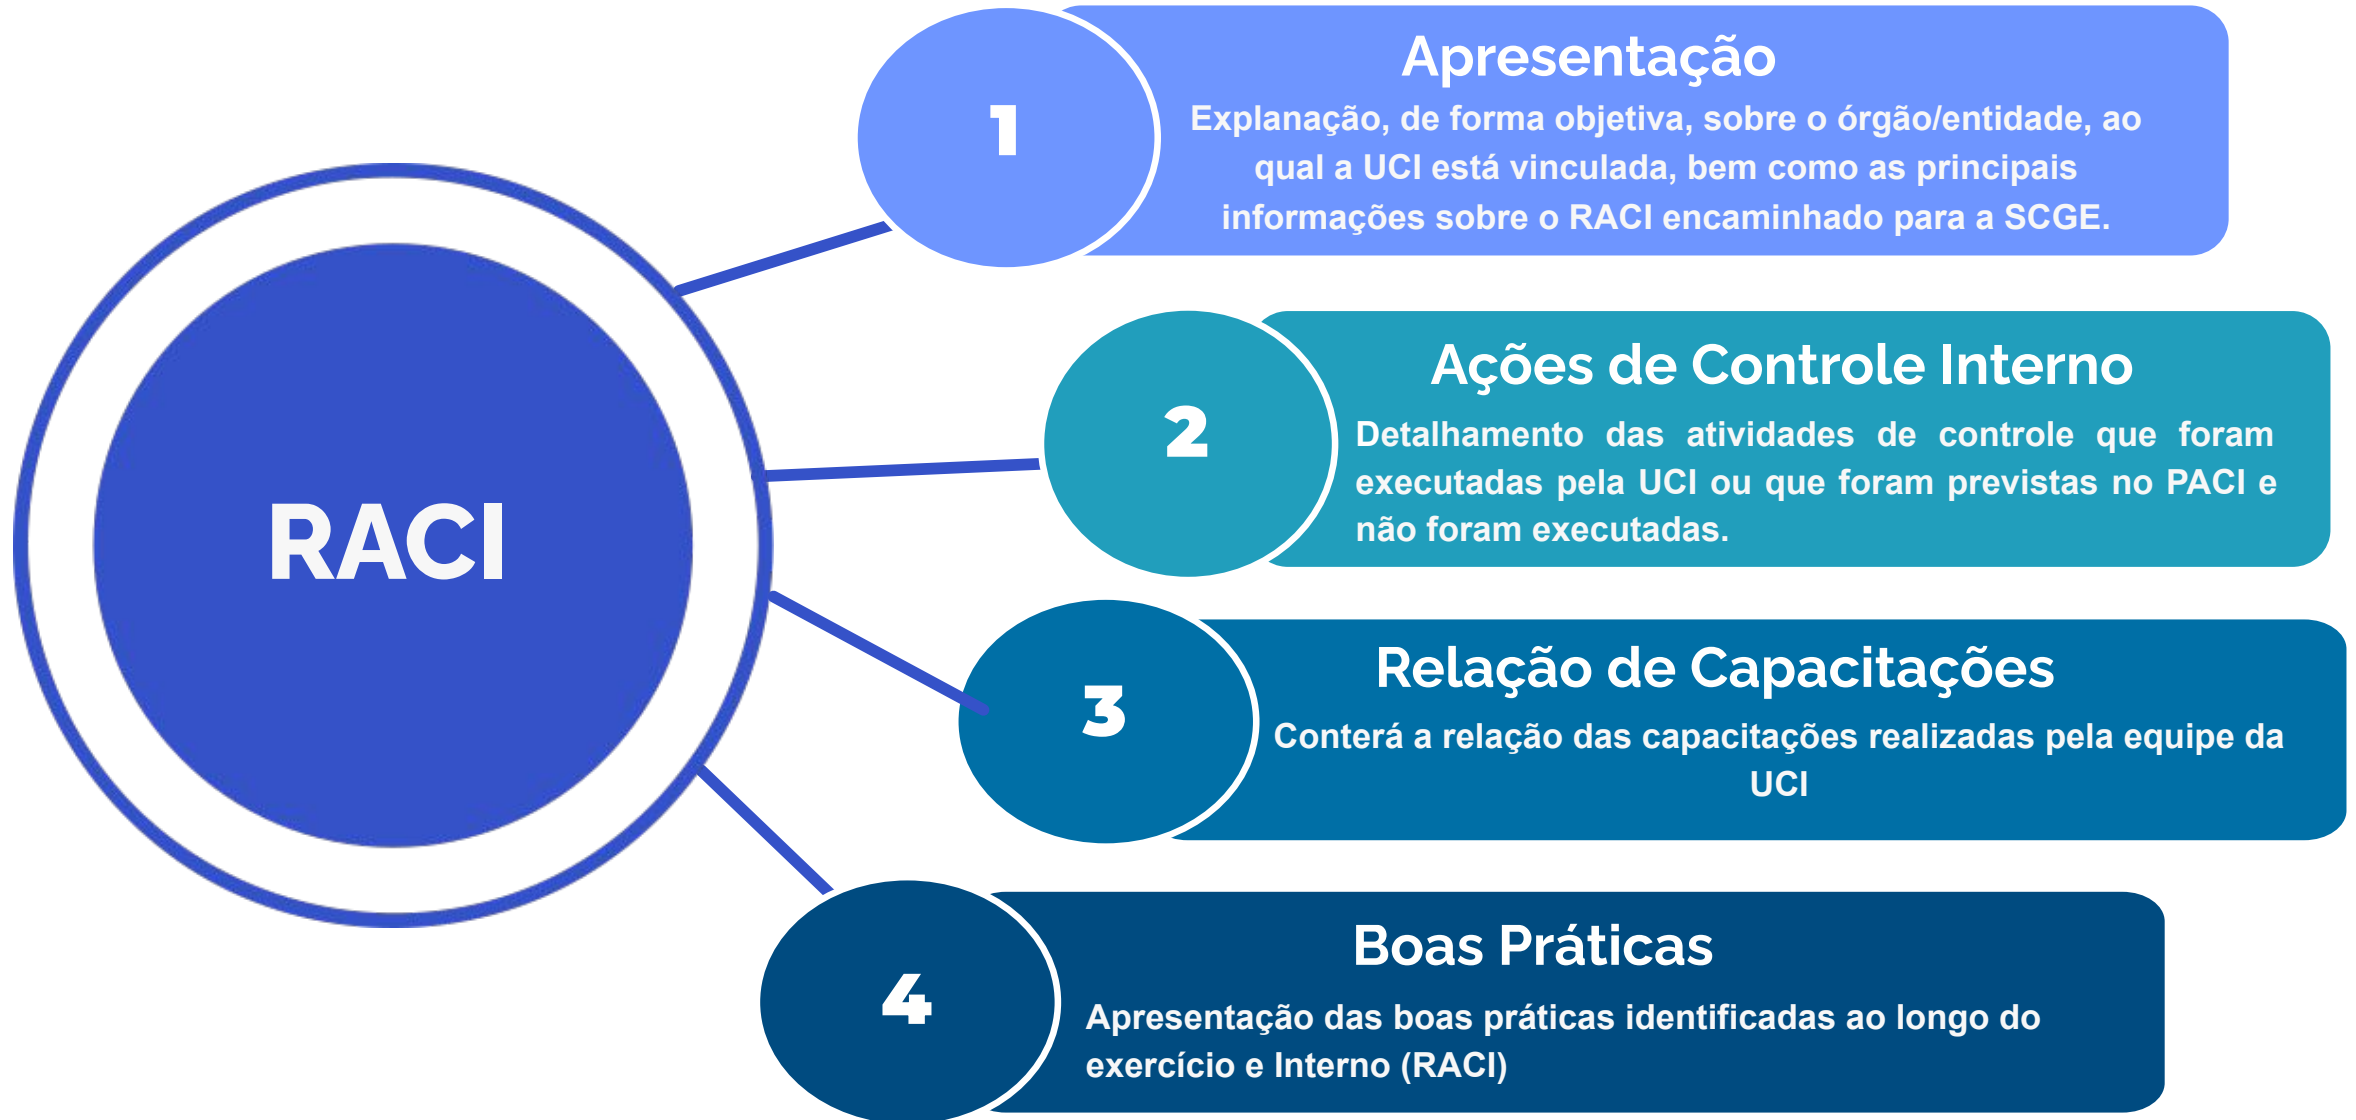 RACI
1
Apresentação
Explanação, de forma objetiva, sobre o órgão/entidade, ao
qual a UCI está vinculada, bem como as principais
informações sobre o RACI encaminhado para a SCGE.
2
Ações de Controle Interno
Detalhamento das atividades de controle que foram
executadas pela UCI ou que foram previstas no PACI e
não foram executadas.
3
Relação de Capacitações
Conterá a relação das capacitações realizadas pela equipe da
UCI
4
Boas Práticas
Apresentação das boas práticas identificadas ao longo do
exercício e Interno (RACI)